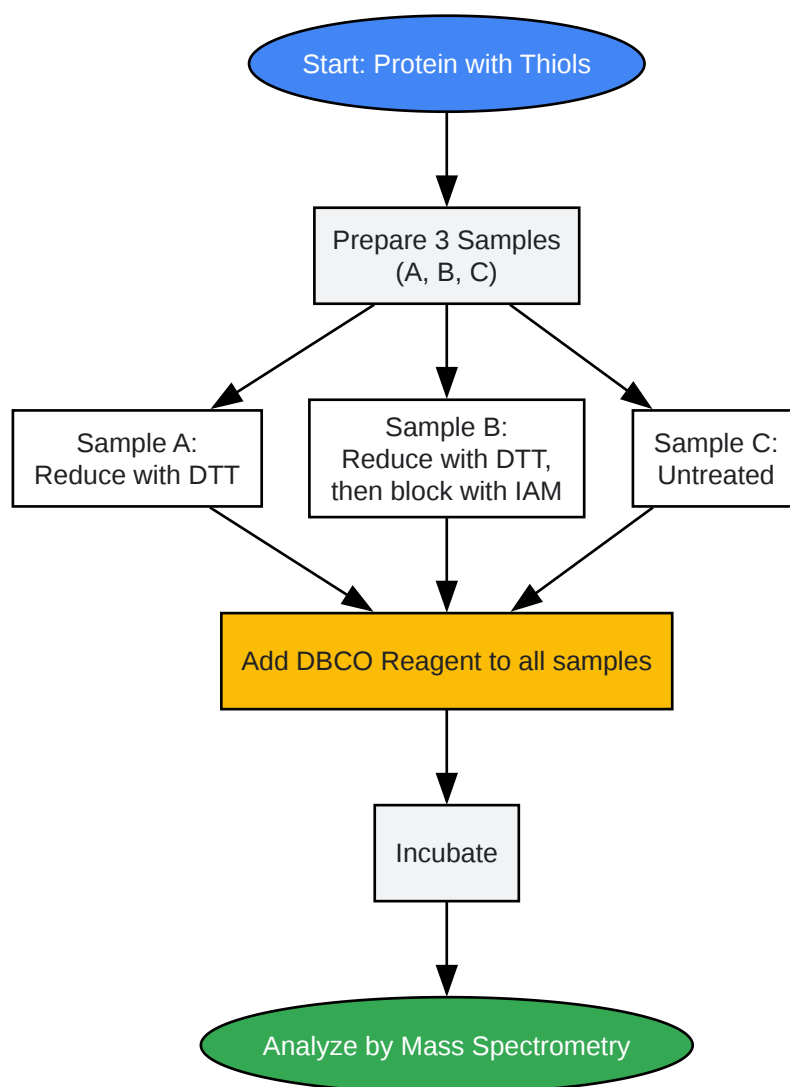 Start: Protein with Thiols
Prepare 3 Samples
(A, B, C)
Sample A:
Reduce with DTT
Sample B:
Reduce with DTT,
then block with IAM
Sample C:
Untreated
Add DBCO Reagent to all samples
Incubate
Analyze by Mass Spectrometry